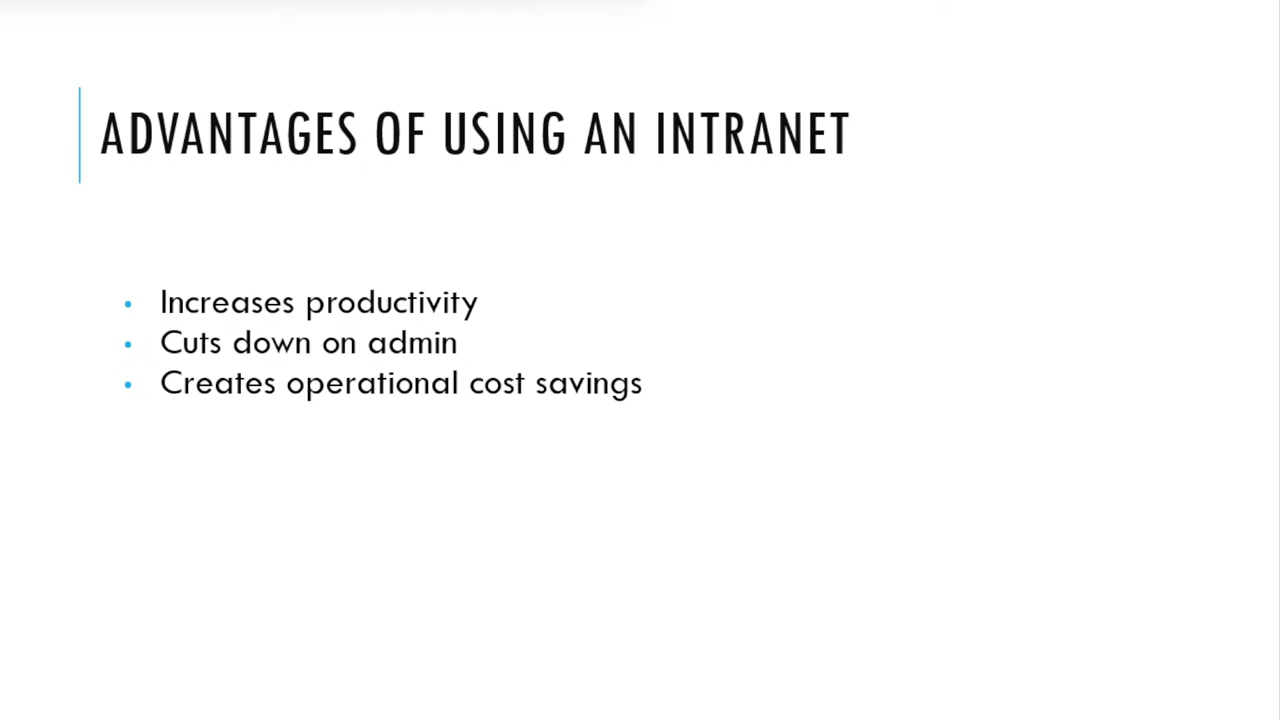 ADVANTAGES OF USING AN INTRANET
• Increases productivity
• Cuts down on admin
• Creates operational cost savings